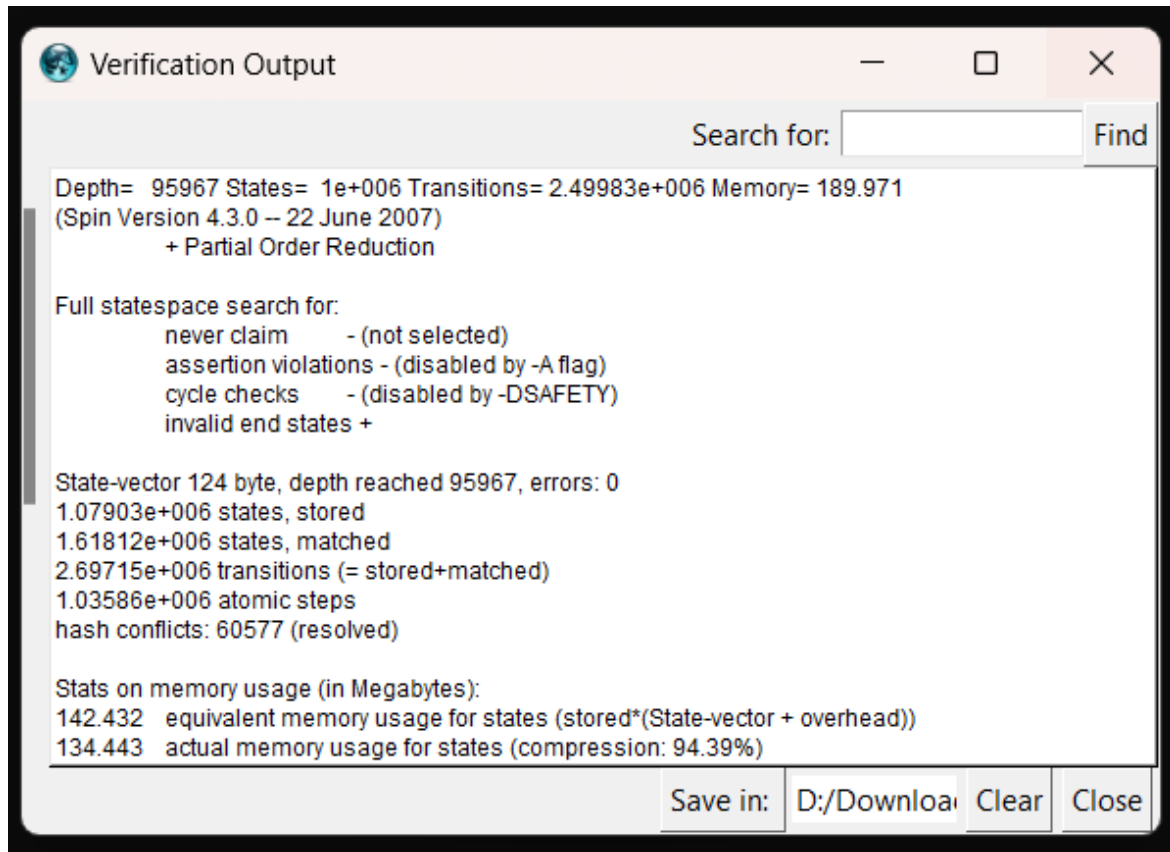 Verification Output
Search for: Find
Depth= 95967 States= 1e+006 Transitions= 2.49983e+006 Memory= 189.971
(Spin Version 4.3.0 -- 22 June 2007)
+ Partial Order Reduction
Full statespace search for:
never claim - (not selected)
assertion violations - (disabled by -A flag)
cycle checks - (disabled by -DSAFETY)
invalid end states +
State-vector 124 byte, depth reached 95967, errors: 0
1.07903e+006 states, stored
1.61812e+006 states, matched
2.69715e+006 transitions (= stored+matched)
1.03586e+006 atomic steps
hash conflicts: 60577 (resolved)
Stats on memory usage (in Megabytes):
142.432 equivalent memory usage for states (stored*(State-vector + overhead))
134.443 actual memory usage for states (compression: 94.39%)
Save in: D:/Downloa Clear Close